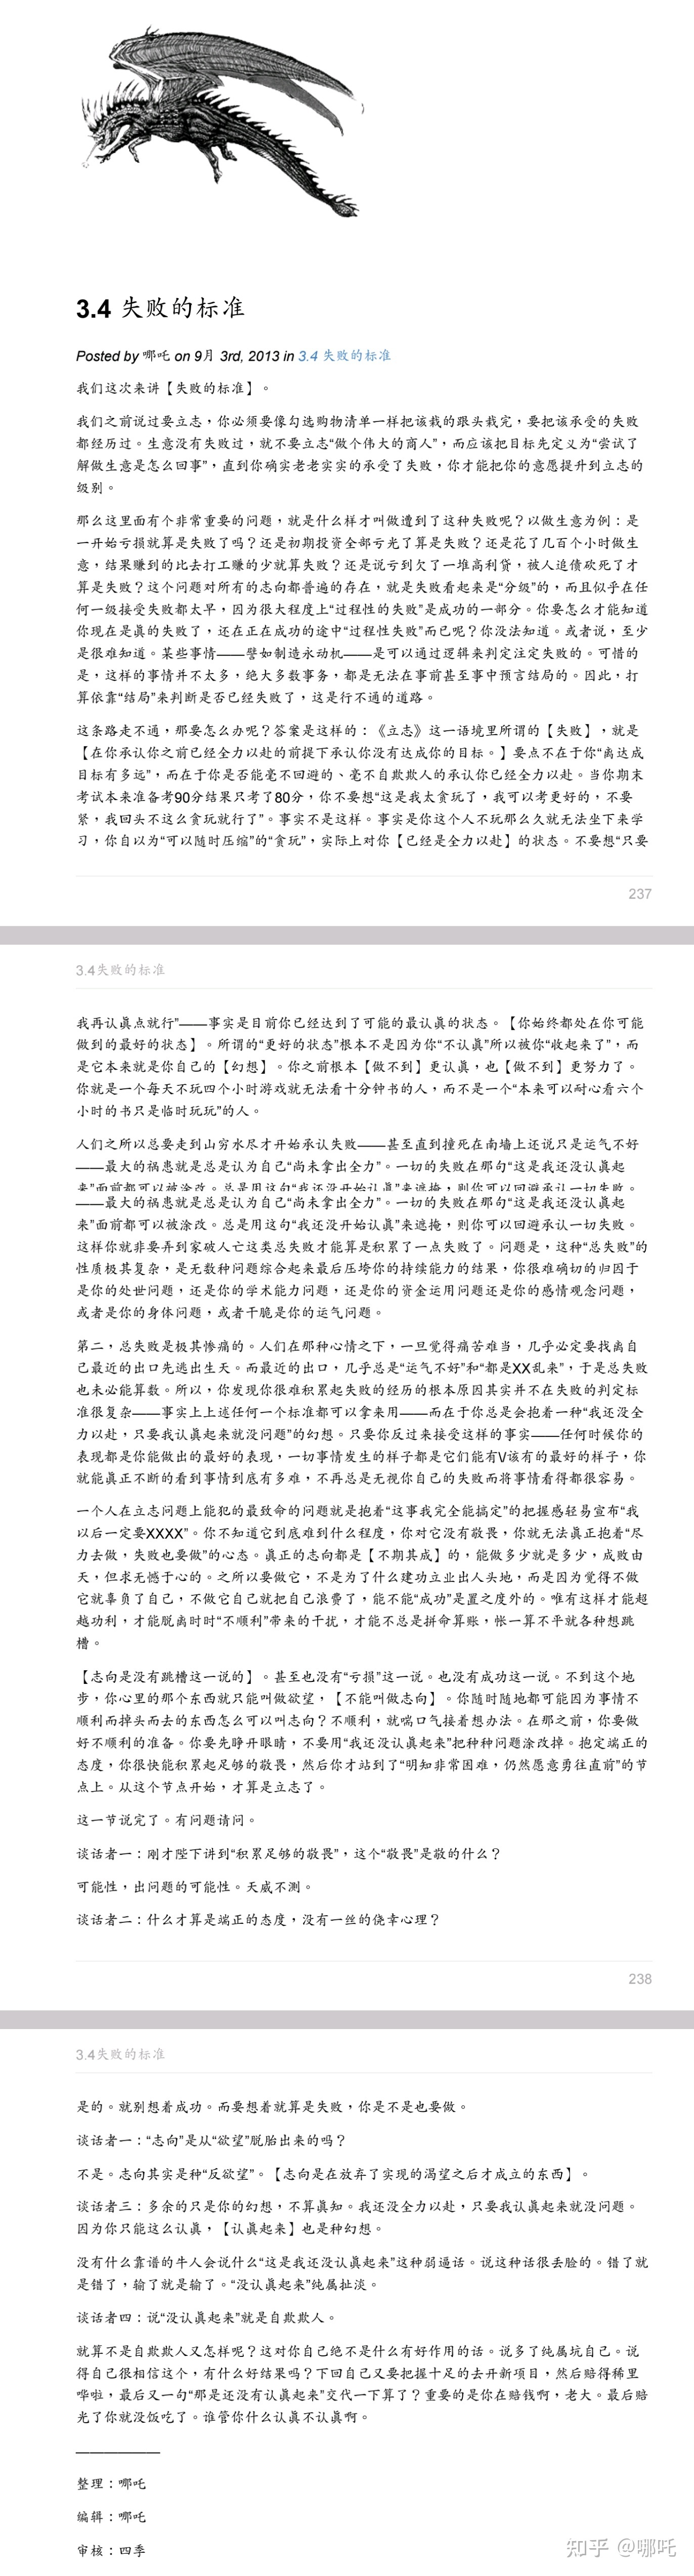 3.4 失败的标准
Posted by 哪吒 on 9月 3rd, 2013 in 3.4 失败的标准
我们这次来讲【失败的标准】。
我们之前说过要立志，你必须要像勾选购物清单一样把该栽的跟头栽完，要把该承受的失败
都经历过。生意没有失败过，就不要立志“做个伟大的商人”，而应该把目标先定义为“尝试了
解做生意是怎么回事”，直到你确实老老实实的承受了失败，你才能把你的意愿提升到立志的
级别。
那么这里面有个非常重要的问题，就是什么样才叫做遭到了这种失败呢？以做生意为例：是
一开始亏损就算是失败了吗？还是初期投资全部亏光了算是失败？还是花了几百个小时做生
意，结果赚到的比去打工赚的少就算失败？还是说亏到欠了一堆高利贷，被人追债砍死了才
算是失败？这个问题对所有的志向都普遍的存在，就是失败看起来是“分级”的，而且似乎在任
何一级接受失败都太早，因为很大程度上“过程性的失败”是成功的一部分。你要怎么才能知道
你现在是真的失败了，还在正在成功的途中“过程性失败”而已呢？你没法知道。或者说，至少
是很难知道。某些事情——譬如制造永动机——是可以通过逻辑来判定注定失败的。可惜的
是，这样的事情并不太多，绝大多数事务，都是无法在事前甚至事中预言结局的。因此，打
算依靠“结局”来判断是否已经失败了，这是行不通的道路。
这条路走不通，那要怎么办呢？答案是这样的：《立志》这一语境里所谓的【失败】，就是
【在你承认你之前已经全力以赴的前提下承认你没有达成你的目标。】要点不在于你“离达成
目标有多远”，而在于你是否能毫不回避的、毫不自欺欺人的承认你已经全力以赴。当你期末
考试本来准备考90分结果只考了80分，你不要想“这是我太贪玩了，我可以考更好的，不要
紧，我回头不这么贪玩就行了”。事实不是这样。事实是你这个人不玩那么久就无法坐下来学
习，你自以为“可以随时压缩”的“贪玩”，实际上对你【已经是全力以赴】的状态。不要想“只要
237
3.4失败的标准
我再认真点就行”——事实是目前你已经达到了可能的最认真的状态。【你始终都处在你可能
做到的最好的状态】。所谓的“更好的状态”根本不是因为你“不认真”所以被你“收起来了”，而
是它本来就是你自己的【幻想】。你之前根本【做不到】更认真，也【做不到】更努力了。
你就是一个每天不玩四个小时游戏就无法看十分钟书的人，而不是一个“本来可以耐心看六个
小时的书只是临时玩玩”的人。
人们之所以总要走到山穷水尽才开始承认失败——甚至直到撞死在南墙上还说只是运气不好
——最大的祸患就是总是认为自己“尚未拿出全力”。一切的失败在那句“这是我还没认真起
来”面前都可以被涂改。总是用这句“我还没开始认真”来遮掩，则你可以回避承认一切失败。
——最大的祸患就是总是认为自己“尚未拿出全力”。一切的失败在那句“这是我还没认真起
来”面前都可以被涂改。总是用这句“我还没开始认真”来遮掩，则你可以回避承认一切失败。
这样你就非要弄到家破人亡这类总失败才能算是积累了一点失败了。问题是，这种“总失败”的
性质极其复杂，是无数种问题综合起来最后压垮你的持续能力的结果，你很难确切的归因于
是你的处世问题，还是你的学术能力问题，还是你的资金运用问题还是你的感情观念问题，
或者是你的身体问题，或者干脆是你的运气问题。
第二，总失败是极其惨痛的。人们在那种心情之下，一旦觉得痛苦难当，几乎必定要找离自
己最近的出口先逃出生天。而最近的出口，几乎总是“运气不好”和“都是XX乱来”，于是总失败
也未必能算数。所以，你发现你很难积累起失败的经历的根本原因其实并不在失败的判定标
准很复杂——事实上上述任何一个标准都可以拿来用——而在于你总是会抱着一种“我还没全
力以赴，只要我认真起来就没问题”的幻想。只要你反过来接受这样的事实——任何时候你的
表现都是你能做出的最好的表现，一切事情发生的样子都是它们能有\/该有的最好的样子，你
就能真正不断的看到事情到底有多难，不再总是无视你自己的失败而将事情看得都很容易。
一个人在立志问题上能犯的最致命的问题就是抱着“这事我完全能搞定”的把握感轻易宣布“我
以后一定要XXXX”。你不知道它到底难到什么程度，你对它没有敬畏，你就无法真正抱着“尽
力去做，失败也要做”的心态。真正的志向都是【不期其成】的，能做多少就是多少，成败由
天，但求无憾于心的。之所以要做它，不是为了什么建功立业出人头地，而是因为觉得不做
它就辜负了自己，不做它自己就把自己浪费了，能不能“成功”是置之度外的。唯有这样才能超
越功利，才能脱离时时“不顺利”带来的干扰，才能不总是拼命算账，帐一算不平就各种想跳
槽。
【志向是没有跳槽这一说的】。甚至也没有“亏损”这一说。也没有成功这一说。不到这个地
步，你心里的那个东西就只能叫做欲望，【不能叫做志向】。你随时随地都可能因为事情不
顺利而掉头而去的东西怎么可以叫志向？不顺利，就喘口气接着想办法。在那之前，你要做
好不顺利的准备。你要先睁开眼睛，不要用“我还没认真起来”把种种问题涂改掉。抱定端正的
态度，你很快能积累起足够的敬畏，然后你才站到了“明知非常困难，仍然愿意勇往直前”的节
点上。从这个节点开始，才算是立志了。
这一节说完了。有问题请问。
谈话者一：刚才陛下讲到“积累足够的敬畏”，这个“敬畏”是敬的什么？
可能性，出问题的可能性。天威不测。
谈话者二：什么才算是端正的态度，没有一丝的侥幸心理？
238
3.4失败的标准
是的。就别想着成功。而要想着就算是失败，你是不是也要做。
谈话者一：“志向”是从“欲望”脱胎出来的吗？
不是。志向其实是种“反欲望”。【志向是在放弃了实现的渴望之后才成立的东西】。
谈话者三：多余的只是你的幻想，不算真知。我还没全力以赴，只要我认真起来就没问题。
因为你只能这么认真，【认真起来】也是种幻想。
没有什么靠谱的牛人会说什么“这是我还没认真起来”这种弱逼话。说这种话很丢脸的。错了就
是错了，输了就是输了。“没认真起来”纯属扯淡。
谈话者四：说“没认真起来”就是自欺欺人。
就算不是自欺欺人又怎样呢？这对你自己绝不是什么有好作用的话。说多了纯属坑自己。说
得自己很相信这个，有什么好结果吗？下回自己又要把握十足的去开新项目，然后赔得稀里
哗啦，最后又一句“那是还没有认真起来”交代一下算了？重要的是你在赔钱啊，老大。最后赔
光了你就没饭吃了。谁管你什么认真不认真啊。
——————
整理：哪吒
编辑：哪吒
审核：四季
知乎 @哪吒